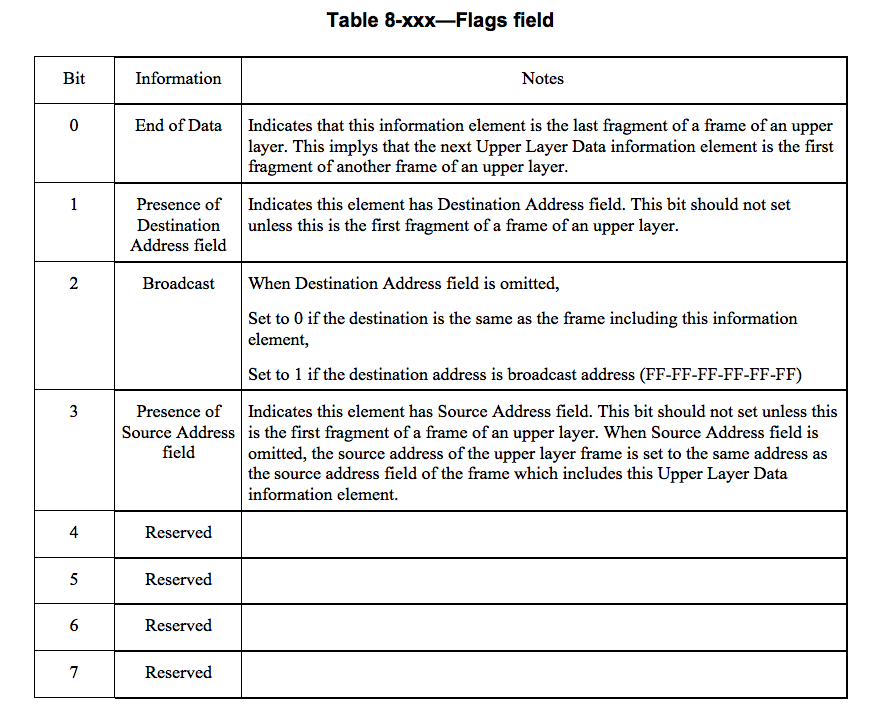 Table 8-xxx—Flags field
Bit Information Notes
0 End of Data Indicates that this information element is the last fragment of a frame of an upper
layer. This implys that the next Upper Layer Data information element is the first
fragment of another frame of an upper layer.
1 Presence of Indicates this element has Destination Address field. This bit should not set
Destination unless this is the first fragment of a frame of an upper layer.
Address field
2 Broadcast When Destination Address field is omitted,
Set to 0 if the destination is the same as the frame including this information
element,
Set to 1 if the destination address is broadcast address (FF-FF-FF-FF-FF-FF)
3 Presence of Indicates this element has Source Address field. This bit should not set unless this
Source Address is the first fragment of a frame of an upper layer. When Source Address field is
field omitted, the source address of the upper layer frame is set to the same address as
the source address field of the frame which includes this Upper Layer Data
information element.
4 Reserved
5 Reserved
6 Reserved
7 Reserved